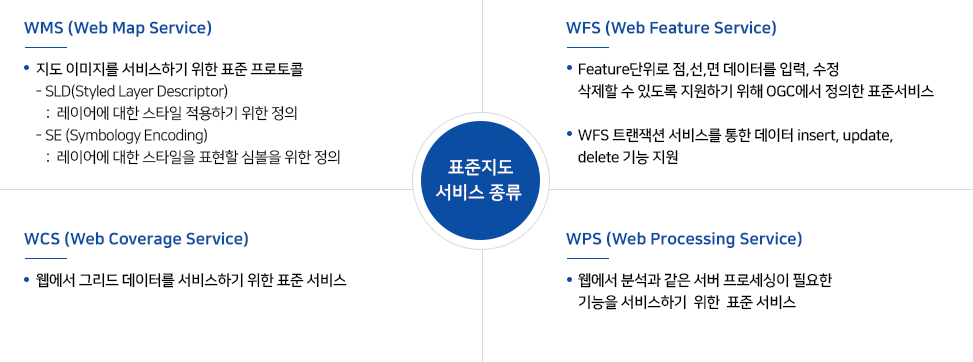 WMS (Web Map Service)
• 지도 이미지를 서비스하기 위한 표준 프로토콜
- SLD(Styled Layer Descriptor)
: 레이어에 대한 스타일 적용하기 위한 정의
- SE (Symbology Encoding)
: 레이어에 대한 스타일을 표현할 심볼을 위한 정의
WFS (Web Feature Service)
• Feature단위로 점,선,면 데이터를 입력, 수정
삭제할 수 있도록 지원하기 위해 OGC에서 정의한 표준서비스
• WFS 트랜잭션 서비스를 통한 데이터 insert, update,
delete 기능 지원
표준지도
서비스 종류
WCS (Web Coverage Service)
• 웹에서 그리드 데이터를 서비스하기 위한 표준 서비스
WPS (Web Processing Service)
• 웹에서 분석과 같은 서버 프로세싱이 필요한
기능을 서비스하기 위한 표준 서비스